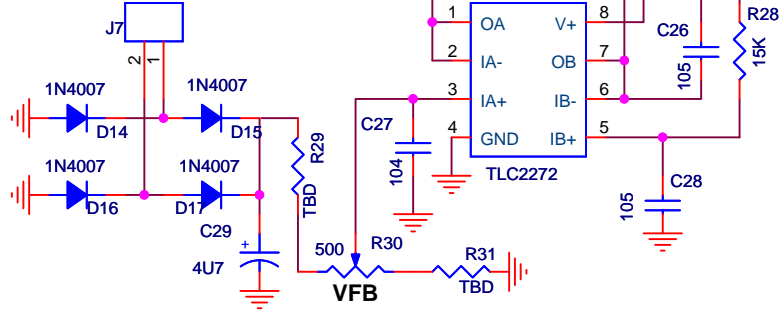 J7
2 1
1N4007 1N4007
D14 D15
1N4007 1N4007
D16 D17
C29
+
4U7
R29
TBD
500 R30
VFB
R31
TBD
C27
104
1 OA V+ 8
2 IA- OB 7
3 IA+ IB- 6
4 GND IB+ 5
TLC2272
C26
105
R28
15K
C28
105